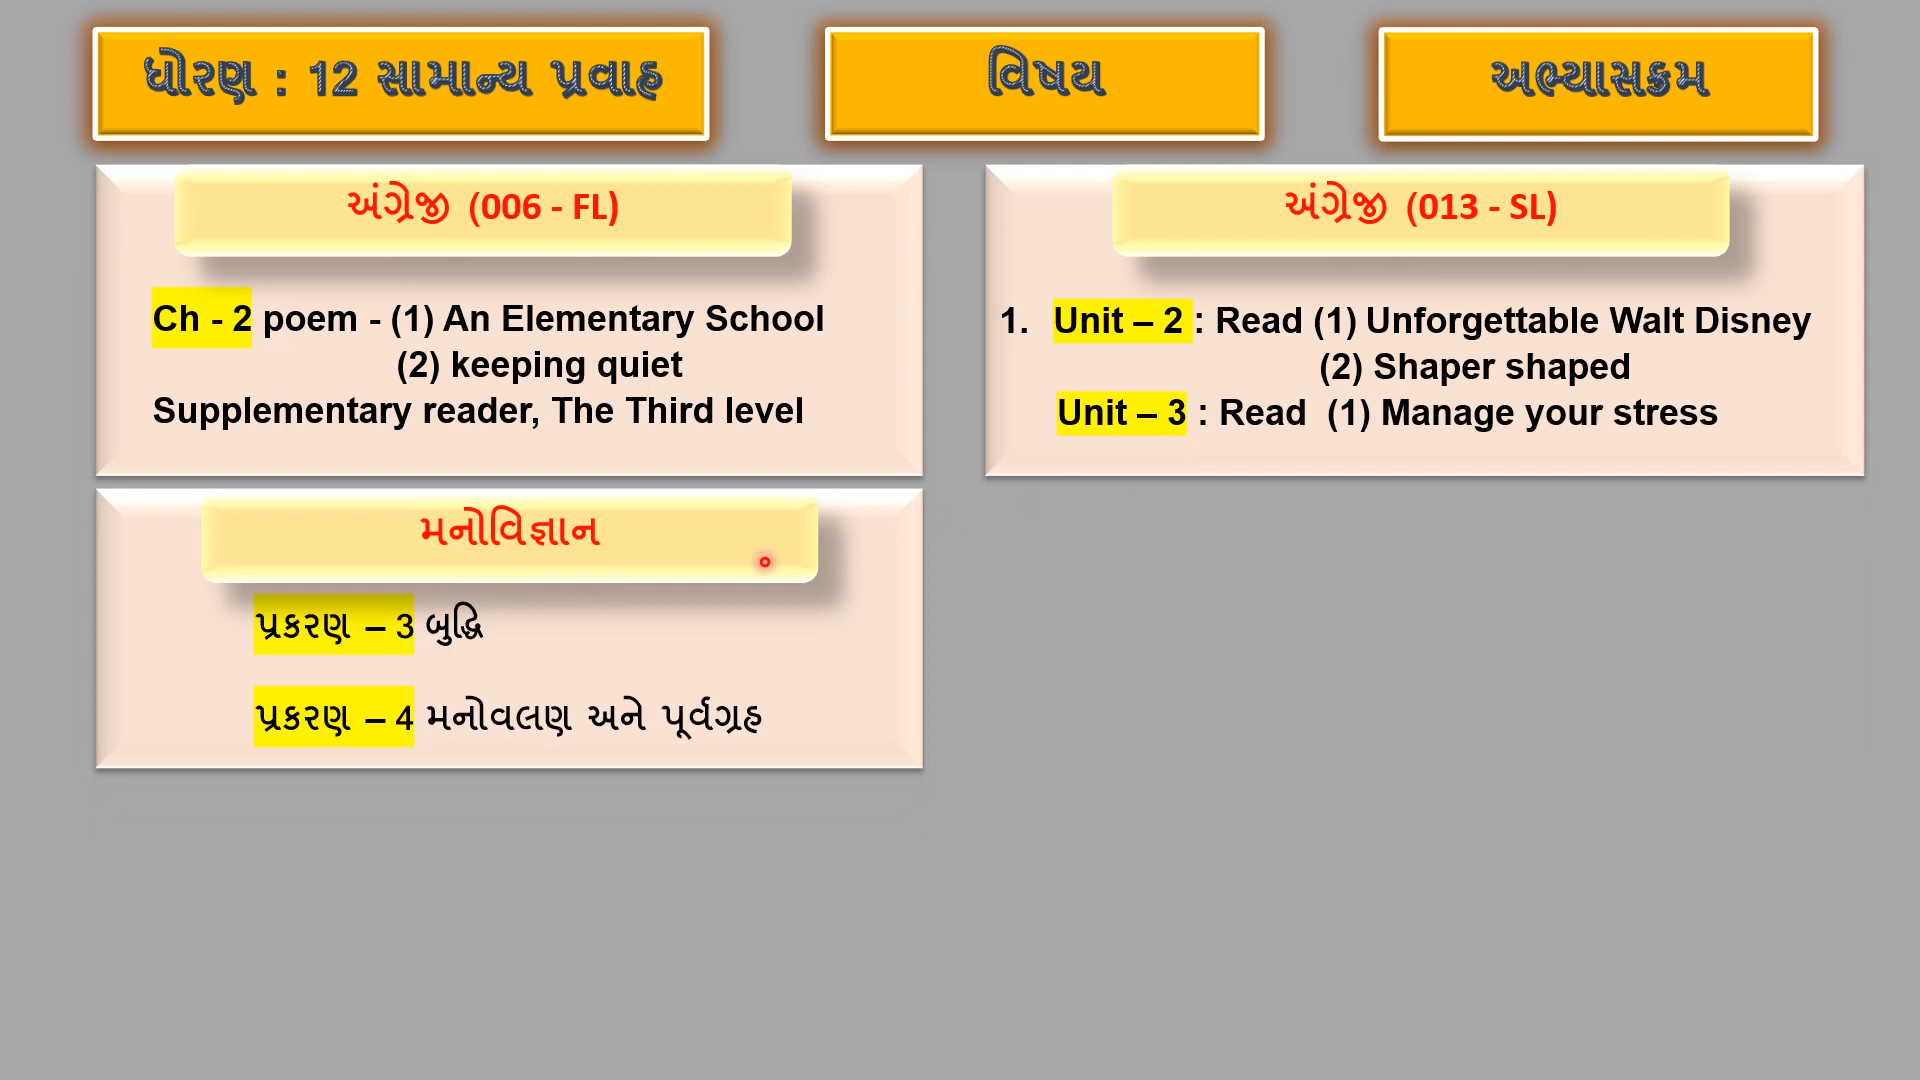 ધોરણ : 12 સામાન્ય પ્રવાહ
વિષય
અભ્યાસક્રમ
અંગ્રેજી (006 - FL)
Ch - 2 poem - (1) An Elementary School
(2) keeping quiet
Supplementary reader, The Third level
અંગ્રેજી (013 - SL)
1. Unit – 2 : Read (1) Unforgettable Walt Disney
(2) Shaper shaped
Unit – 3 : Read (1) Manage your stress
મનોવિજ્ઞાન
પ્રકરણ – 3 બુદ્ધિ
પ્રકરણ – 4 મનોવલણ અને પૂર્વગ્રહ